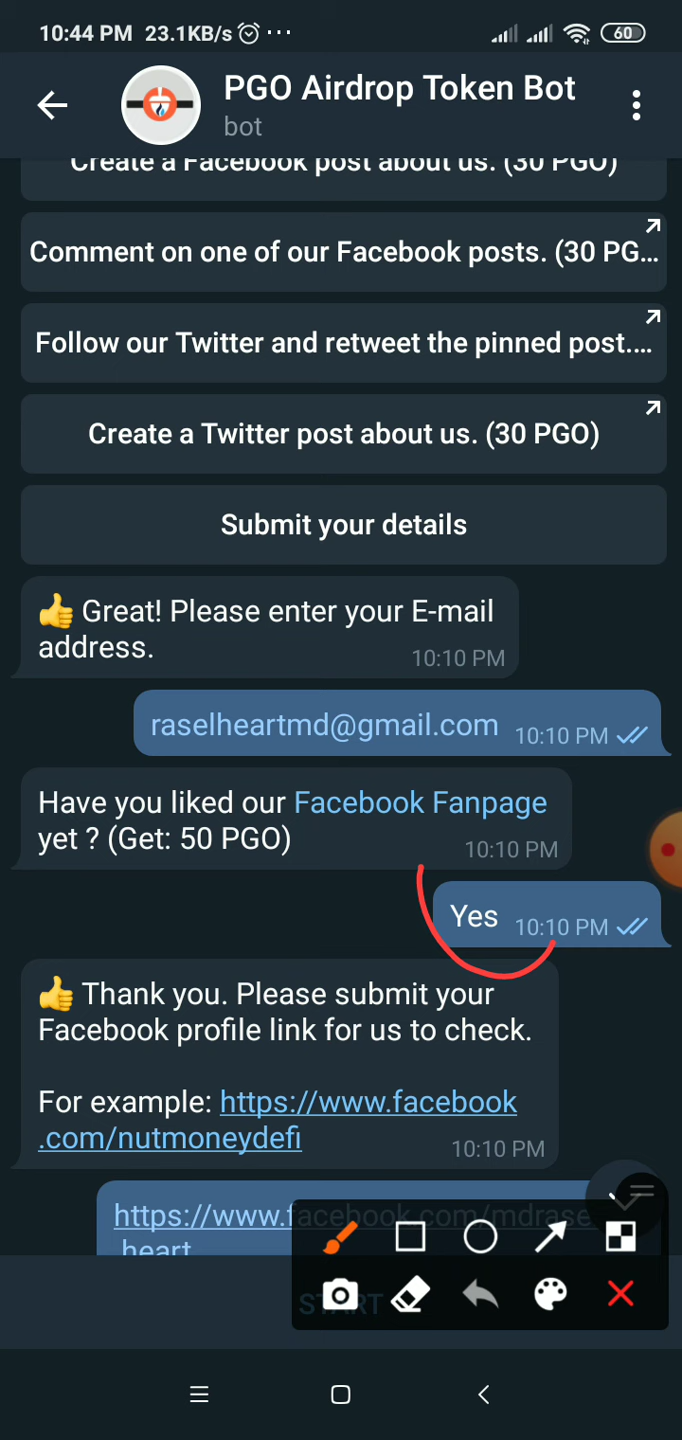 10:44 PM 23.1KB/s ... 60
PGO Airdrop Token Bot
bot
Create a Facebook post about us. (30 PGO)
Comment on one of our Facebook posts. (30 PG...
Follow our Twitter and retweet the pinned post....
Create a Twitter post about us. (30 PGO)
Submit your details
👍 Great! Please enter your E-mail
address. 10:10 PM
raselheartmd@gmail.com 10:10 PM
Have you liked our Facebook Fanpage
yet ? (Get: 50 PGO) 10:10 PM
Yes 10:10 PM
👍 Thank you. Please submit your
Facebook profile link for us to check.
For example: https://www.facebook
.com/nutmoneydefi 10:10 PM
https://www.facebook.com/mdrase
heart
START